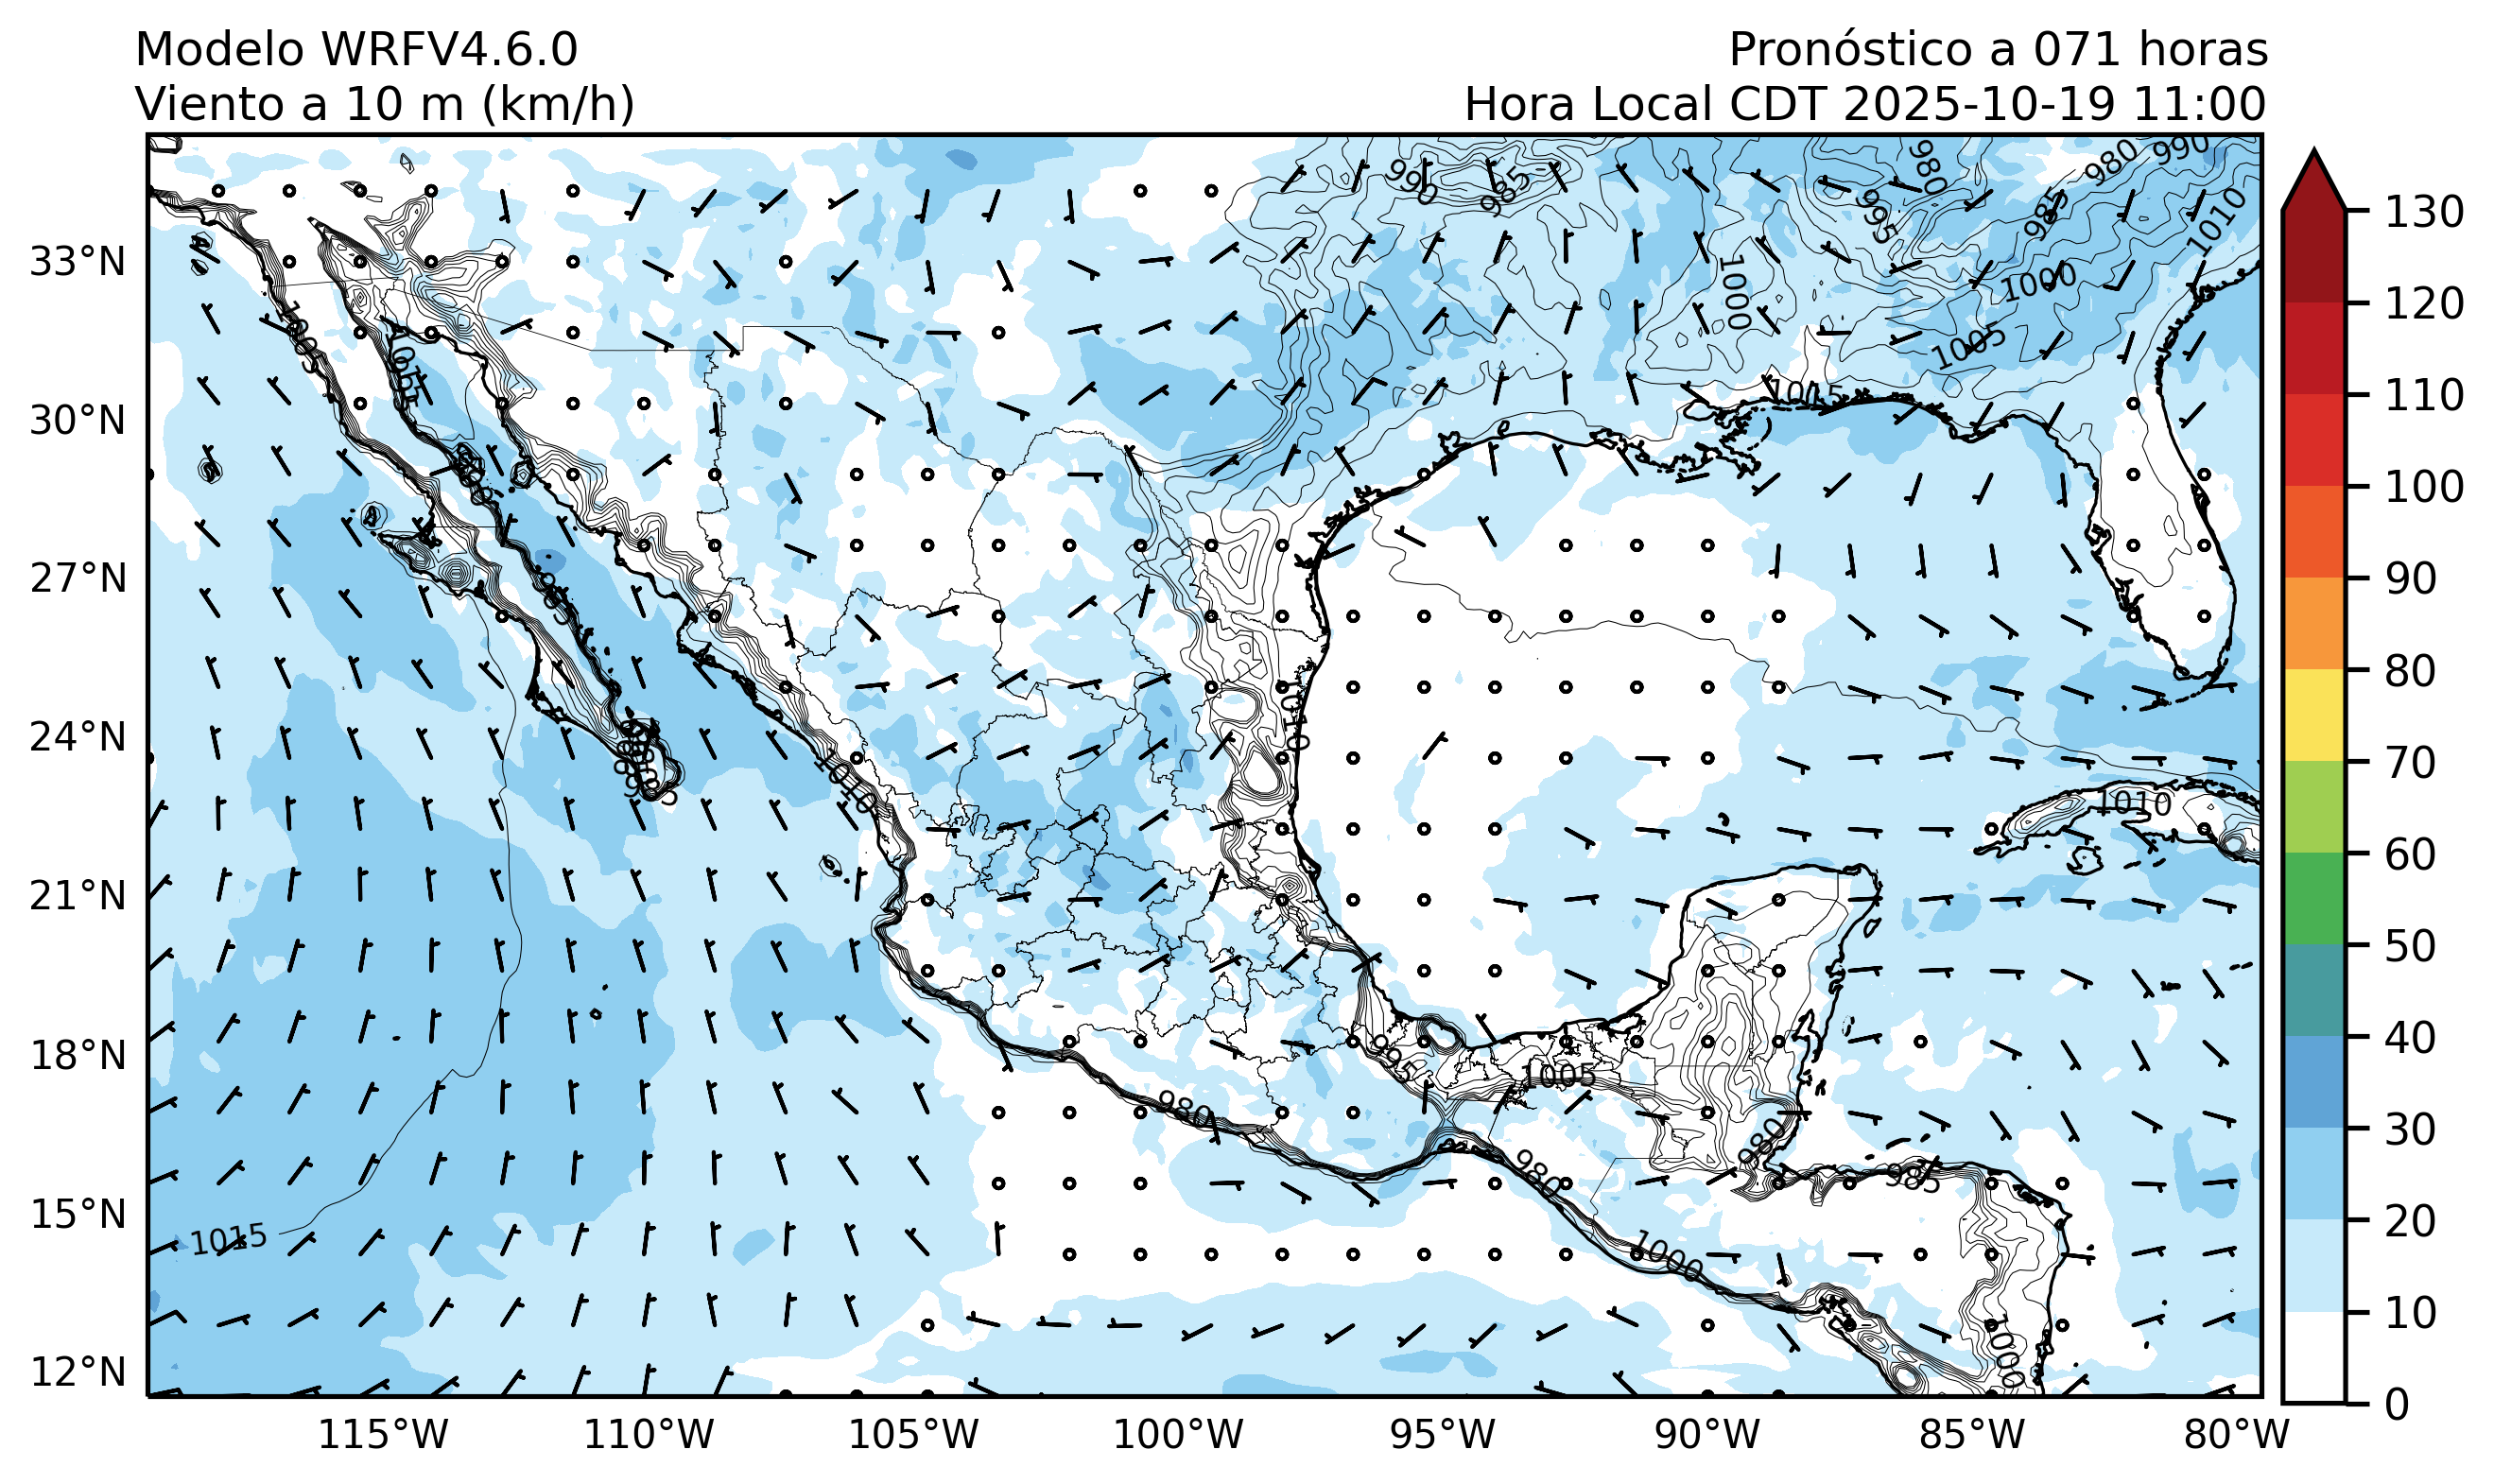 Modelo WRFV4.6.0
Pronóstico a 071 horas
Viento a 10 m (km/h)
Hora Local CDT 2025-10-19 11:00
990
985
980
980
990
995
985
1010
33°N
1000
1000
1005
1005
1015
1015
30°N
27°N
1010
24°N
1010
1010
21°N
18°N
995
1005
980
980
980
985
15°N
1015
1000
1000
12°N
115°W
110°W
105°W
100°W
95°W
90°W
85°W
80°W
130
120
110
100
90
80
70
60
50
40
30
20
10
0